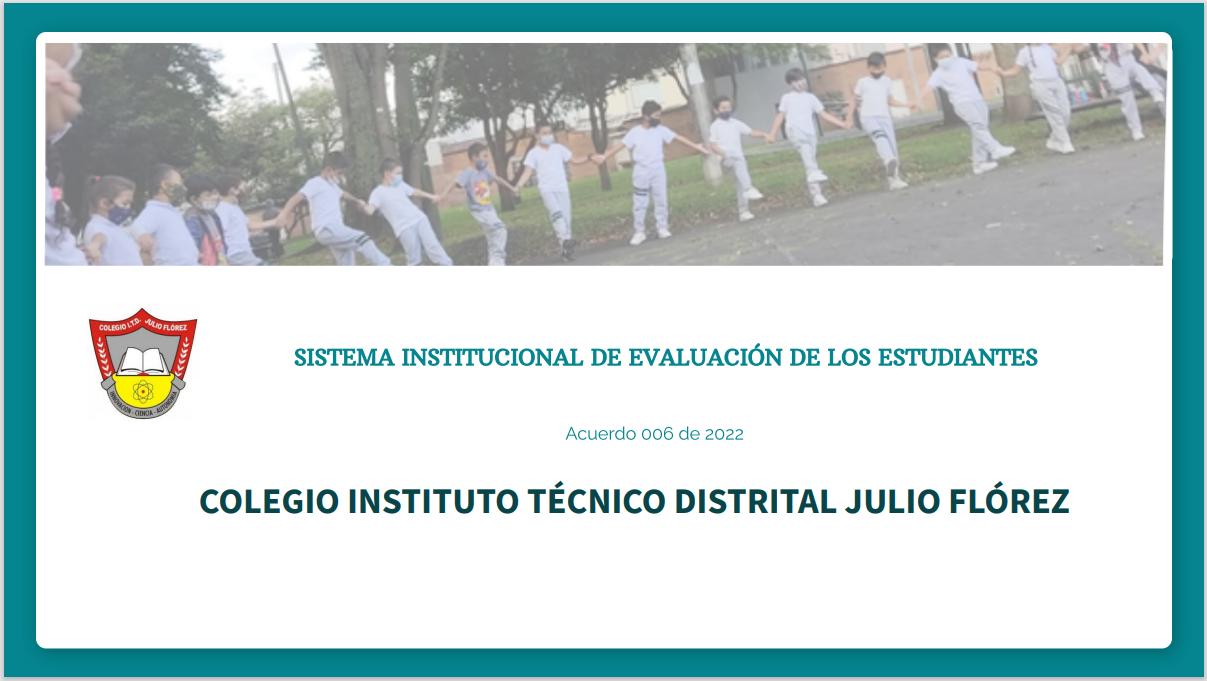 COLEGIO I.T.D. JULIO FLÓREZ
INNOVACIÓN - CIENCIA - AUTONOMÍA
SISTEMA INSTITUCIONAL DE EVALUACIÓN DE LOS ESTUDIANTES
Acuerdo 006 de 2022
COLEGIO INSTITUTO TÉCNICO DISTRITAL JULIO FLÓREZ